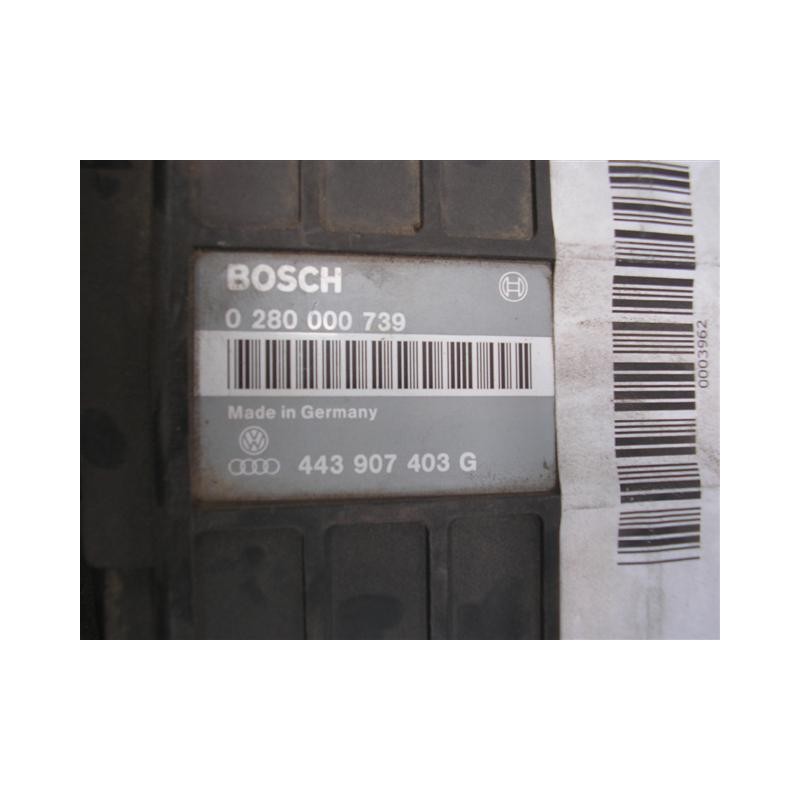 BOSCH
0 280 000 739
Made in Germany
443 907 403 G
0003962